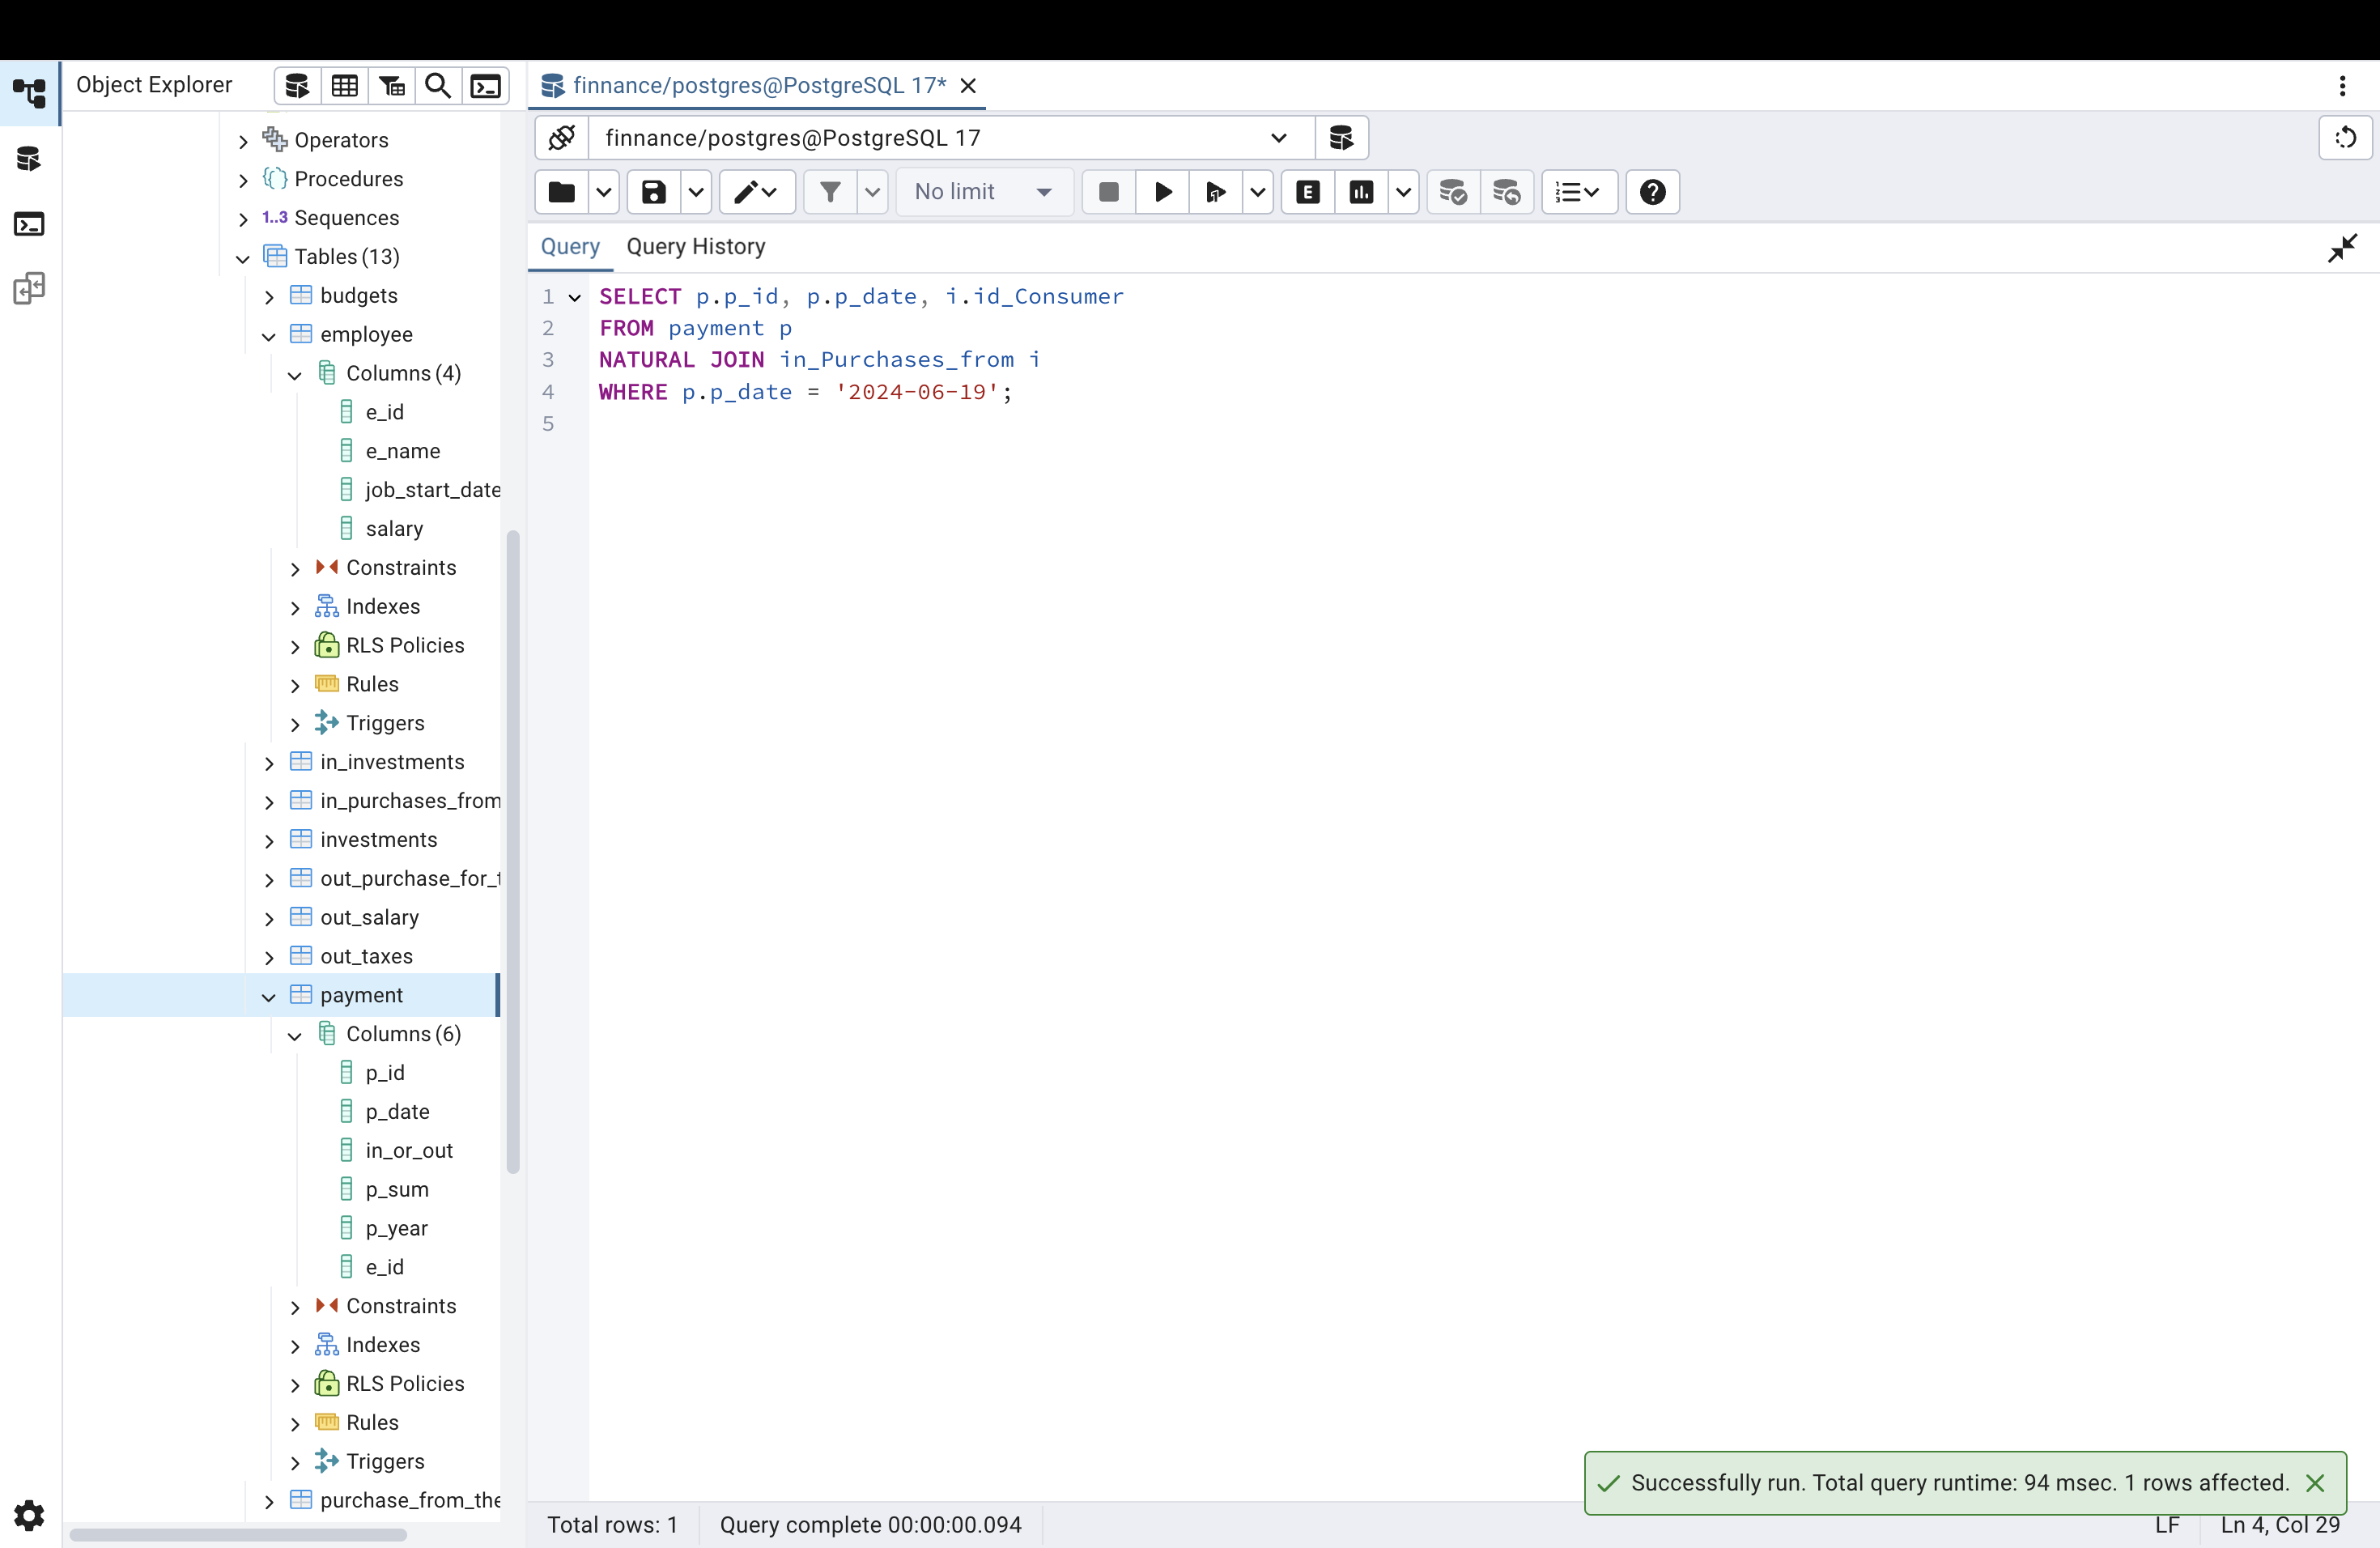 Object Explorer
Operators
Procedures
1..3 Sequences
Tables (13)
budgets
employee
Columns (4)
e_id
e_name
job_start_date
salary
Constraints
Indexes
RLS Policies
Rules
Triggers
in_investments
in_purchases_from
investments
out_purchase_for_t
out_salary
out_taxes
payment
Columns (6)
p_id
p_date
in_or_out
p_sum
p_year
e_id
Constraints
Indexes
RLS Policies
Rules
Triggers
purchase_from_the
finnance/postgres@PostgreSQL 17*
finnance/postgres@PostgreSQL 17
No limit
E
Query Query History
1 SELECT p.p_id, p.p_date, i.id_Consumer
2 FROM payment p
3 NATURAL JOIN in_Purchases_from i
4 WHERE p.p_date = '2024-06-19';
5
Successfully run. Total query runtime: 94 msec. 1 rows affected.
Total rows: 1 Query complete 00:00:00.094 LF Ln 4, Col 29